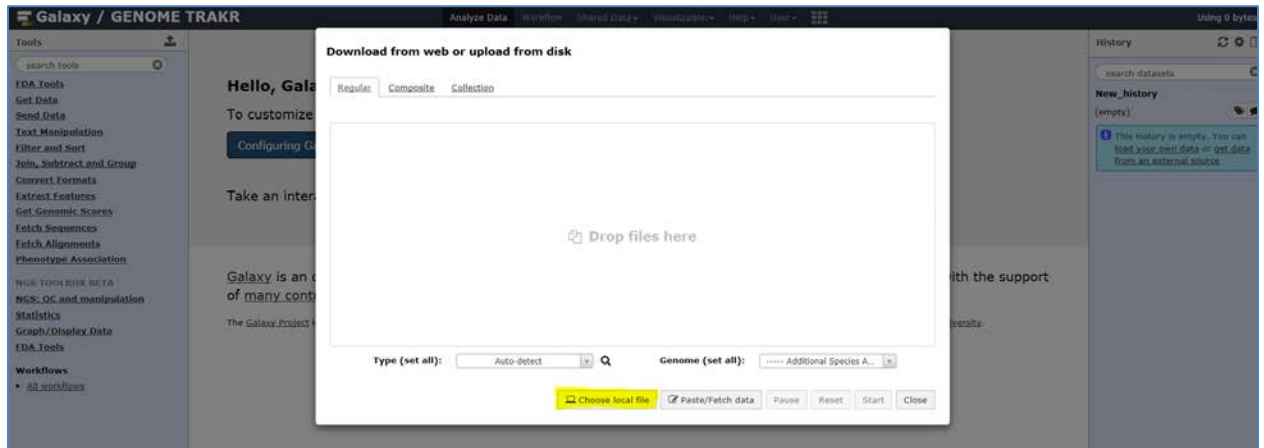 Galaxy / GENOME TRAKR
Analyze Data Workflow Shared Data Visualization Help User
Using 0 bytes
Tools
search tools
FDA Tools
Get Data
Send Data
Text Manipulation
Filter and Sort
Join, Subtract and Group
Convert Formats
Extract Features
Get Genomic Scores
Fetch Sequences
Fetch Alignments
Phenotype Association
NGS TOOLBOX BETA
NGS: QC and manipulation
Statistics
Graph/Display Data
FDA Tools
Workflows
All workflows
Hello, Gala
To customize
Configuring Ga
Take an inter
Galaxy is an
of many cont
The Galaxy Project
ith the support
Download from web or upload from disk
Regular Composite Collection
Drop files here
Type (set all): Auto-detect Genome (set all): ----- Additional Species A...
Choose local file Paste/Fetch data Pause Reset Start Close
History
search datasets
New_history
(empty)
This history is empty. You can
load your own data or get data
from an external source